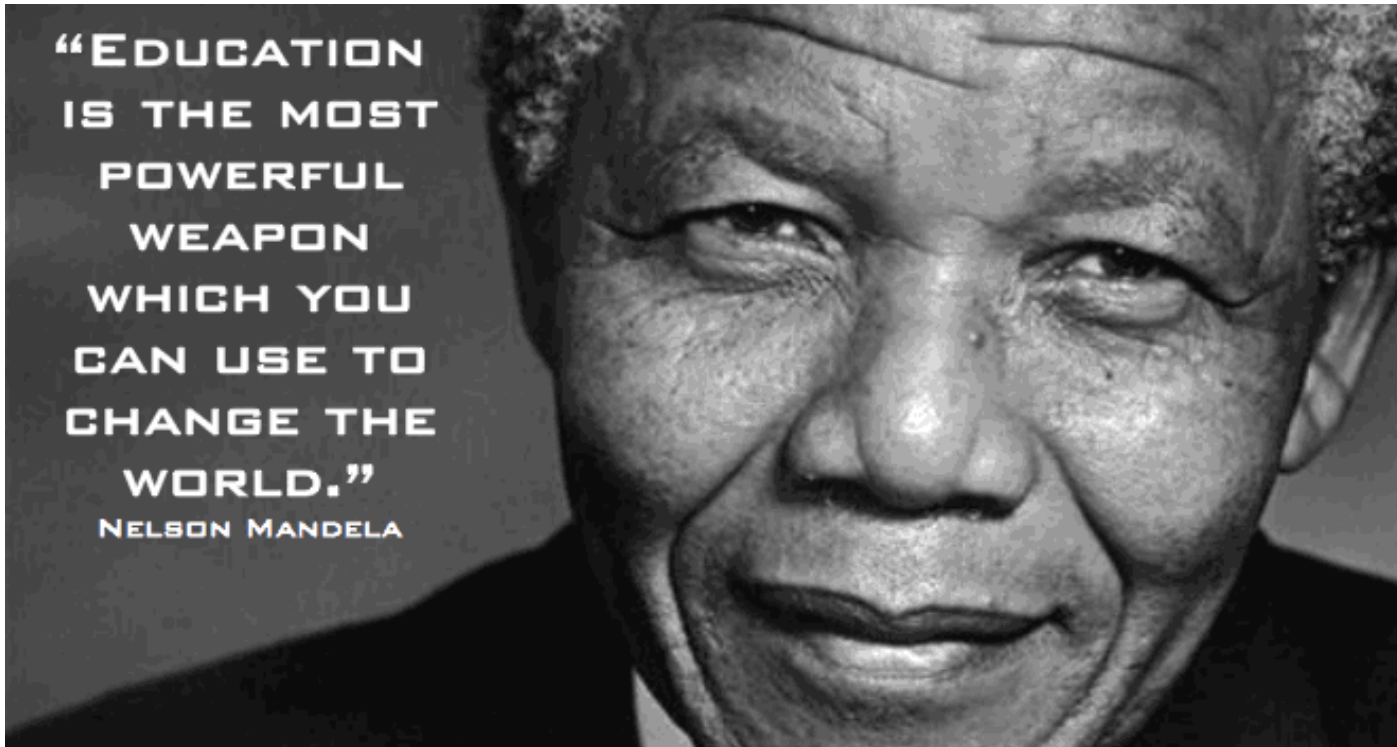 “EDUCATION
IS THE MOST
POWERFUL
WEAPON
WHICH YOU
CAN USE TO
CHANGE THE
WORLD.”
NELSON MANDELA